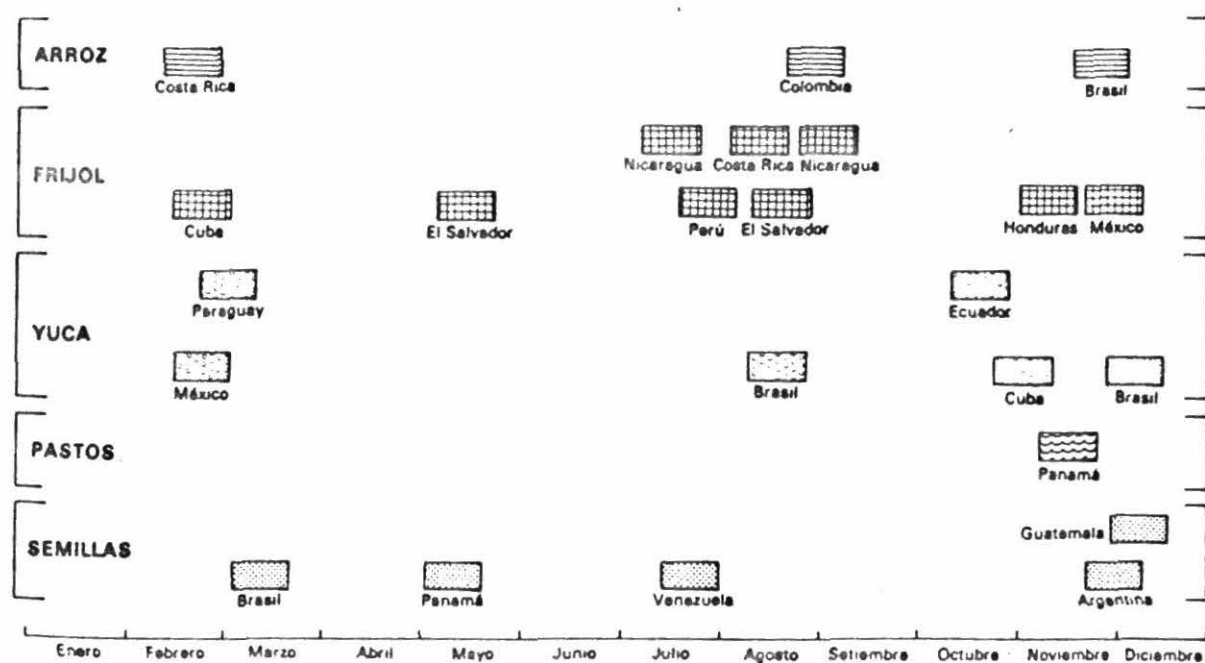 ARROZ
Costa Rica
Colombia
Brasil
FRIJOL
Nicaragua Costa Rica Nicaragua
Cuba
El Salvador
Perú El Salvador
Honduras México
YUCA
Paraguay
Ecuador
México
Brasil
Cuba
Brasil
PASTOS
Panamá
SEMILLAS
Guatemala
Brasil
Panamá
Venezuela
Argentina
Enero Febrero Marzo Abril Mayo Junio Julio Agosto Setiembre Octubre Noviembre Diciembre